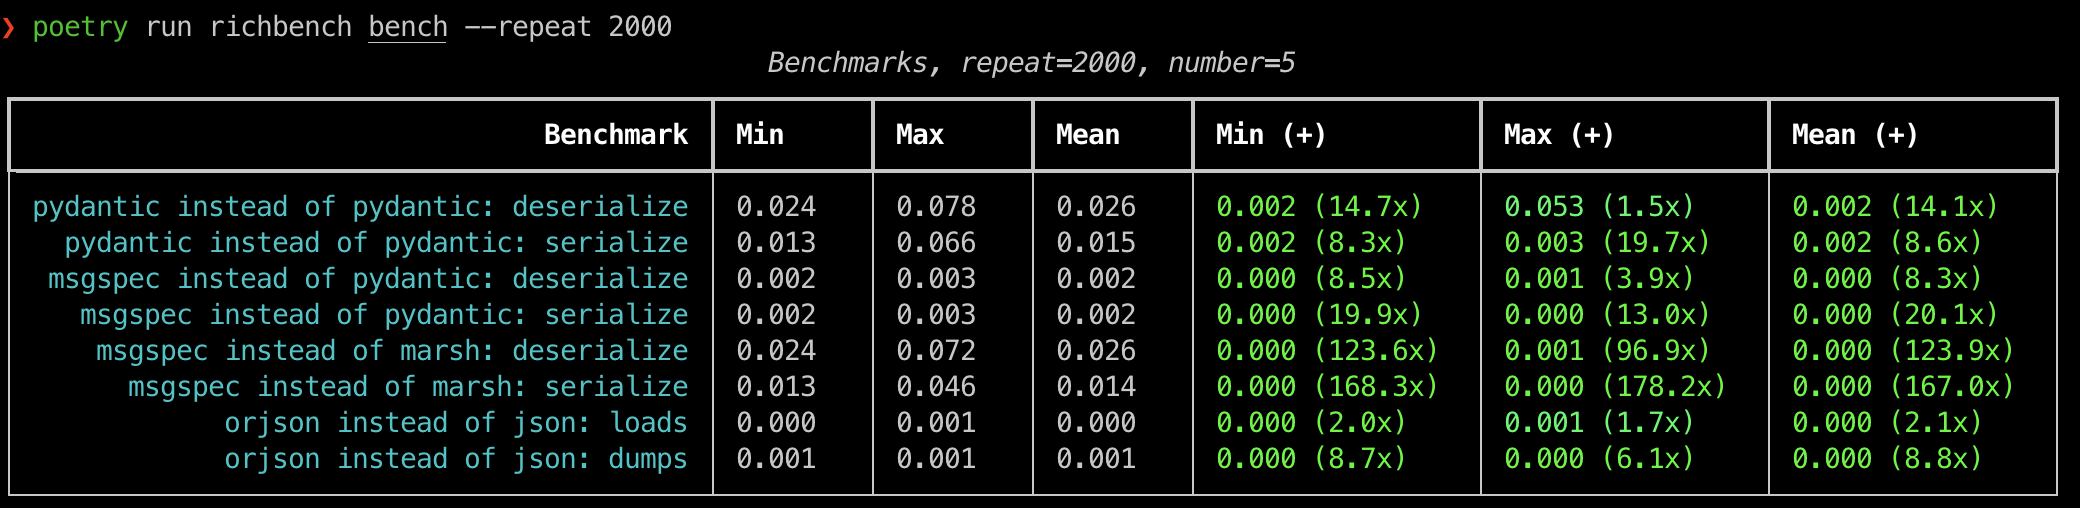 ❯ poetry run richbench bench --repeat 2000
Benchmarks, repeat=2000, number=5
Benchmark Min Max Mean Min (+) Max (+) Mean (+)
pydantic instead of pydantic: deserialize 0.024 0.078 0.026 0.002 (14.7x) 0.053 (1.5x) 0.002 (14.1x)
pydantic instead of pydantic: serialize 0.013 0.066 0.015 0.002 (8.3x) 0.003 (19.7x) 0.002 (8.6x)
msgspec instead of pydantic: deserialize 0.002 0.003 0.002 0.000 (8.5x) 0.001 (3.9x) 0.000 (8.3x)
msgspec instead of pydantic: serialize 0.002 0.003 0.002 0.000 (19.9x) 0.000 (13.0x) 0.000 (20.1x)
msgspec instead of marsh: deserialize 0.024 0.072 0.026 0.000 (123.6x) 0.001 (96.9x) 0.000 (123.9x)
msgspec instead of marsh: serialize 0.013 0.046 0.014 0.000 (168.3x) 0.000 (178.2x) 0.000 (167.0x)
orjson instead of json: loads 0.000 0.001 0.000 0.000 (2.0x) 0.001 (1.7x) 0.000 (2.1x)
orjson instead of json: dumps 0.001 0.001 0.001 0.000 (8.7x) 0.000 (6.1x) 0.000 (8.8x)